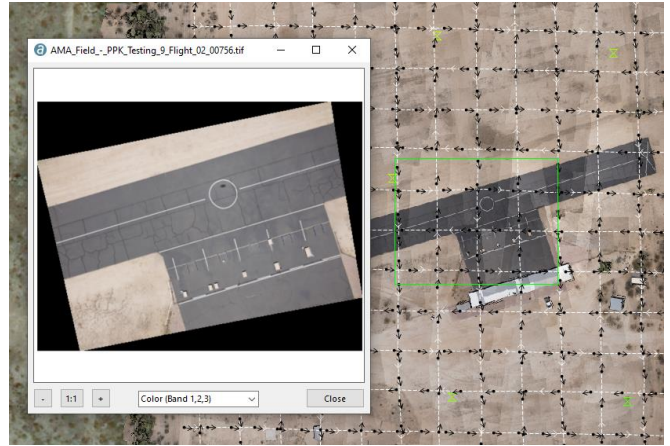 AMA_Field_-_PPK_Testing_9_Flight_02_00756.tif
- 1:1 + Color (Band 1,2,3) Close